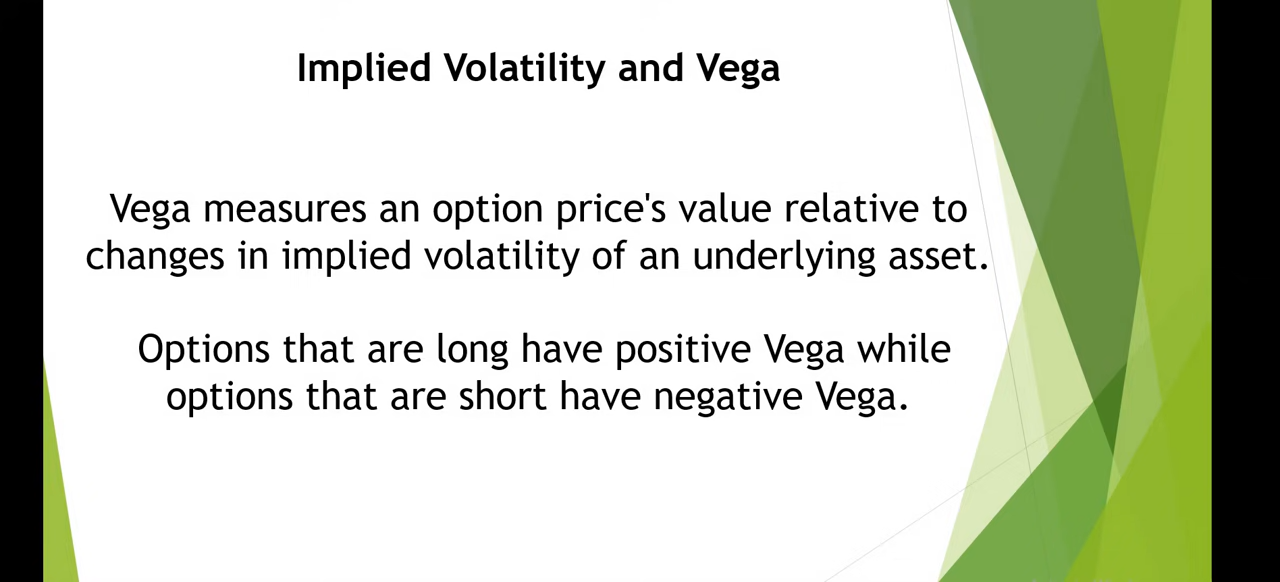 Implied Volatility and Vega
Vega measures an option price's value relative to
changes in implied volatility of an underlying asset.
Options that are long have positive Vega while
options that are short have negative Vega.